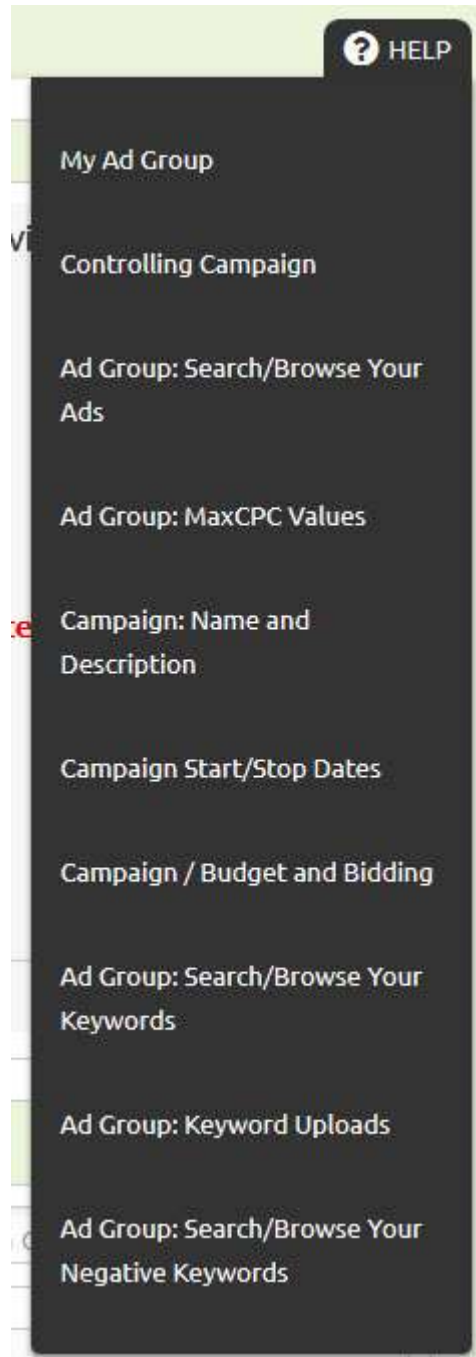 HELP
My Ad Group
Controlling Campaign
Ad Group: Search/Browse Your
Ads
Ad Group: MaxCPC Values
Campaign: Name and
Description
Campaign Start/Stop Dates
Campaign / Budget and Bidding
Ad Group: Search/Browse Your
Keywords
Ad Group: Keyword Uploads
Ad Group: Search/Browse Your
Negative Keywords